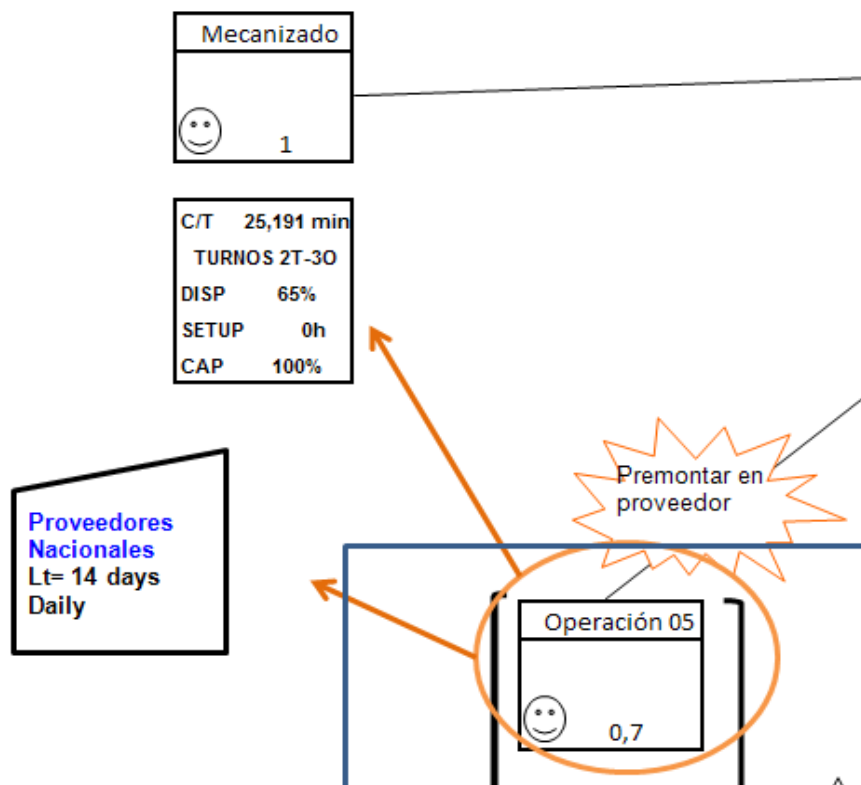 Mecanizado
1
C/T 25,191 min
TURNOS 2T-3O
DISP 65%
SETUP 0h
CAP 100%
Premontar en
proveedor
Proveedores
Nacionales
Lt= 14 days
Daily
Operación 05
0,7